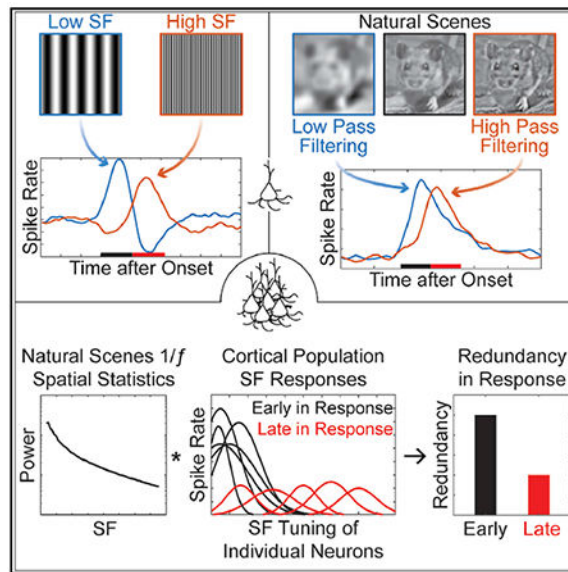 Low SF
High SF
Spike Rate
Time after Onset
Natural Scenes
Low Pass
Filtering
High Pass
Filtering
Spike Rate
Time after Onset
Natural Scenes 1/f
Spatial Statistics
Power
SF
*
Cortical Population
SF Responses
Spike Rate
Early in Response
Late in Response
SF Tuning of
Individual Neurons
→
Redundancy
in Response
Redundancy
Early
Late